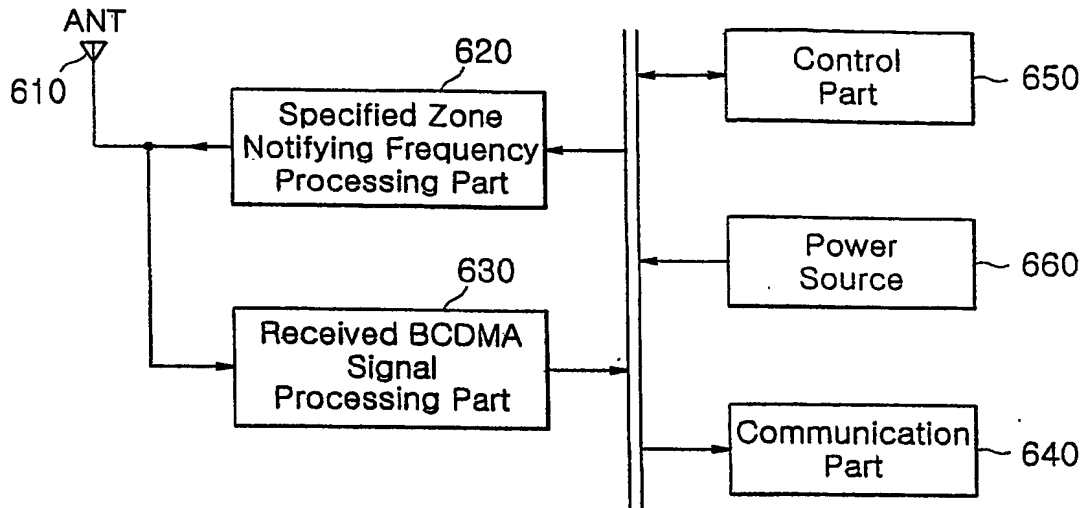 ANT
610
620
Specified Zone
Notifying Frequency
Processing Part
630
Received BCDMA
Signal
Processing Part
Control
Part
650
Power
Source
660
Communication
Part
640